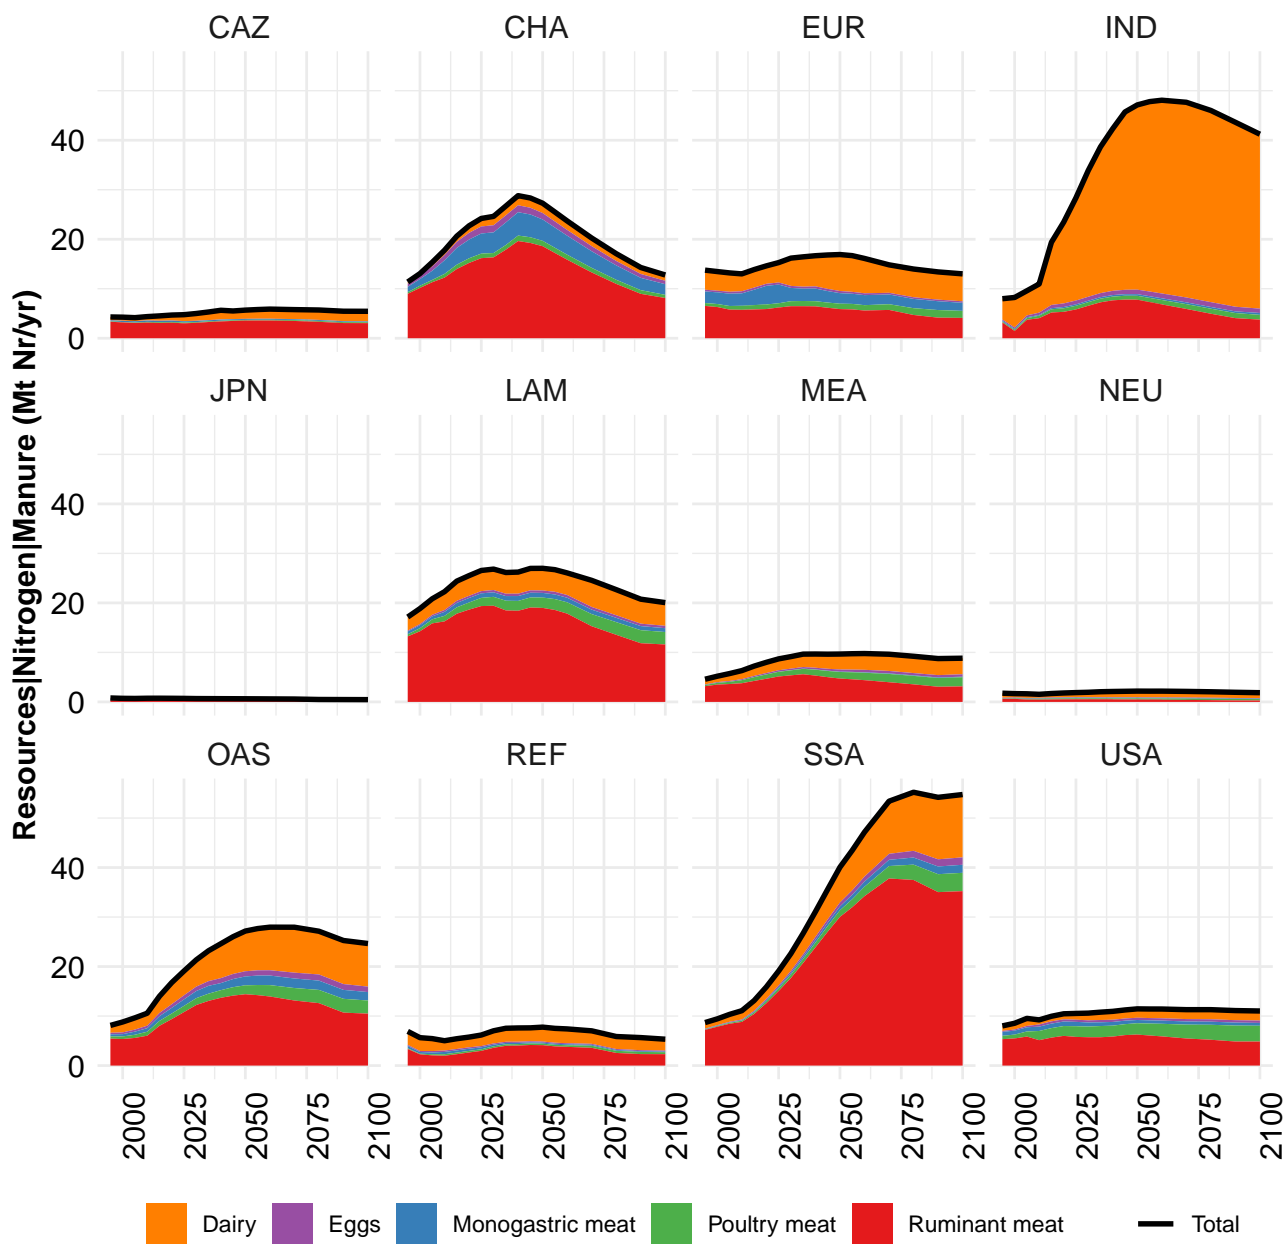 CAZ CHA EUR IND
40
20
0
JPN LAM MEA NEU
40
20
0
OAS REF SSA USA
40
20
0
Resources|Nitrogen|Manure (Mt Nr/yr)
2000 2025 2050 2075 2100 2000 2025 2050 2075 2100 2000 2025 2050 2075 2100 2000 2025 2050 2075 2100
Dairy Eggs Monogastric meat Poultry meat Ruminant meat Total